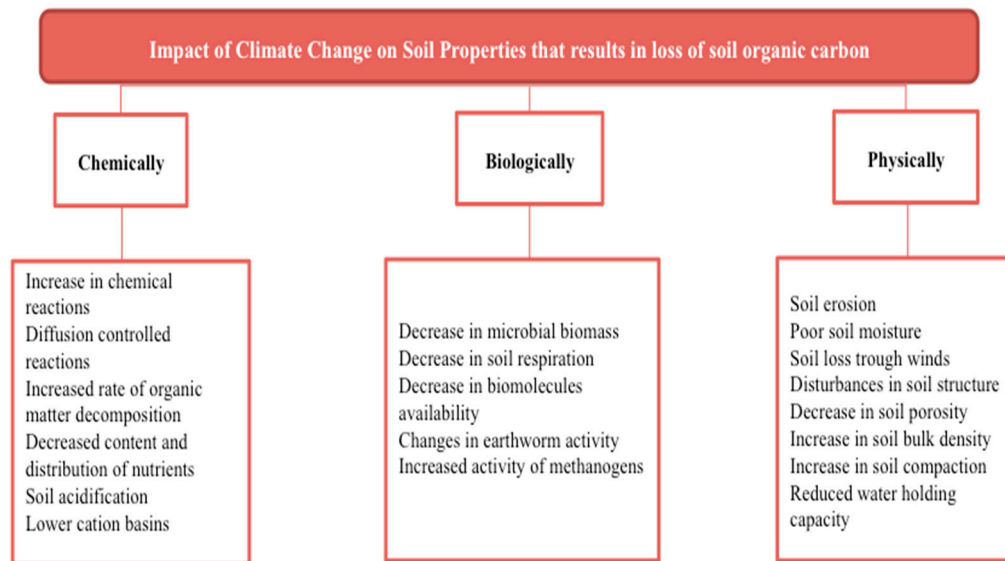 Impact of Climate Change on Soil Properties that results in loss of soil organic carbon
Chemically
Biologically
Physically
Increase in chemical
reactions
Diffusion controlled
reactions
Increased rate of organic
matter decomposition
Decreased content and
distribution of nutrients
Soil acidification
Lower cation basins
Decrease in microbial biomass
Decrease in soil respiration
Decrease in biomolecules
availability
Changes in earthworm activity
Increased activity of methanogens
Soil erosion
Poor soil moisture
Soil loss trough winds
Disturbances in soil structure
Decrease in soil porosity
Increase in soil bulk density
Increase in soil compaction
Reduced water holding
capacity